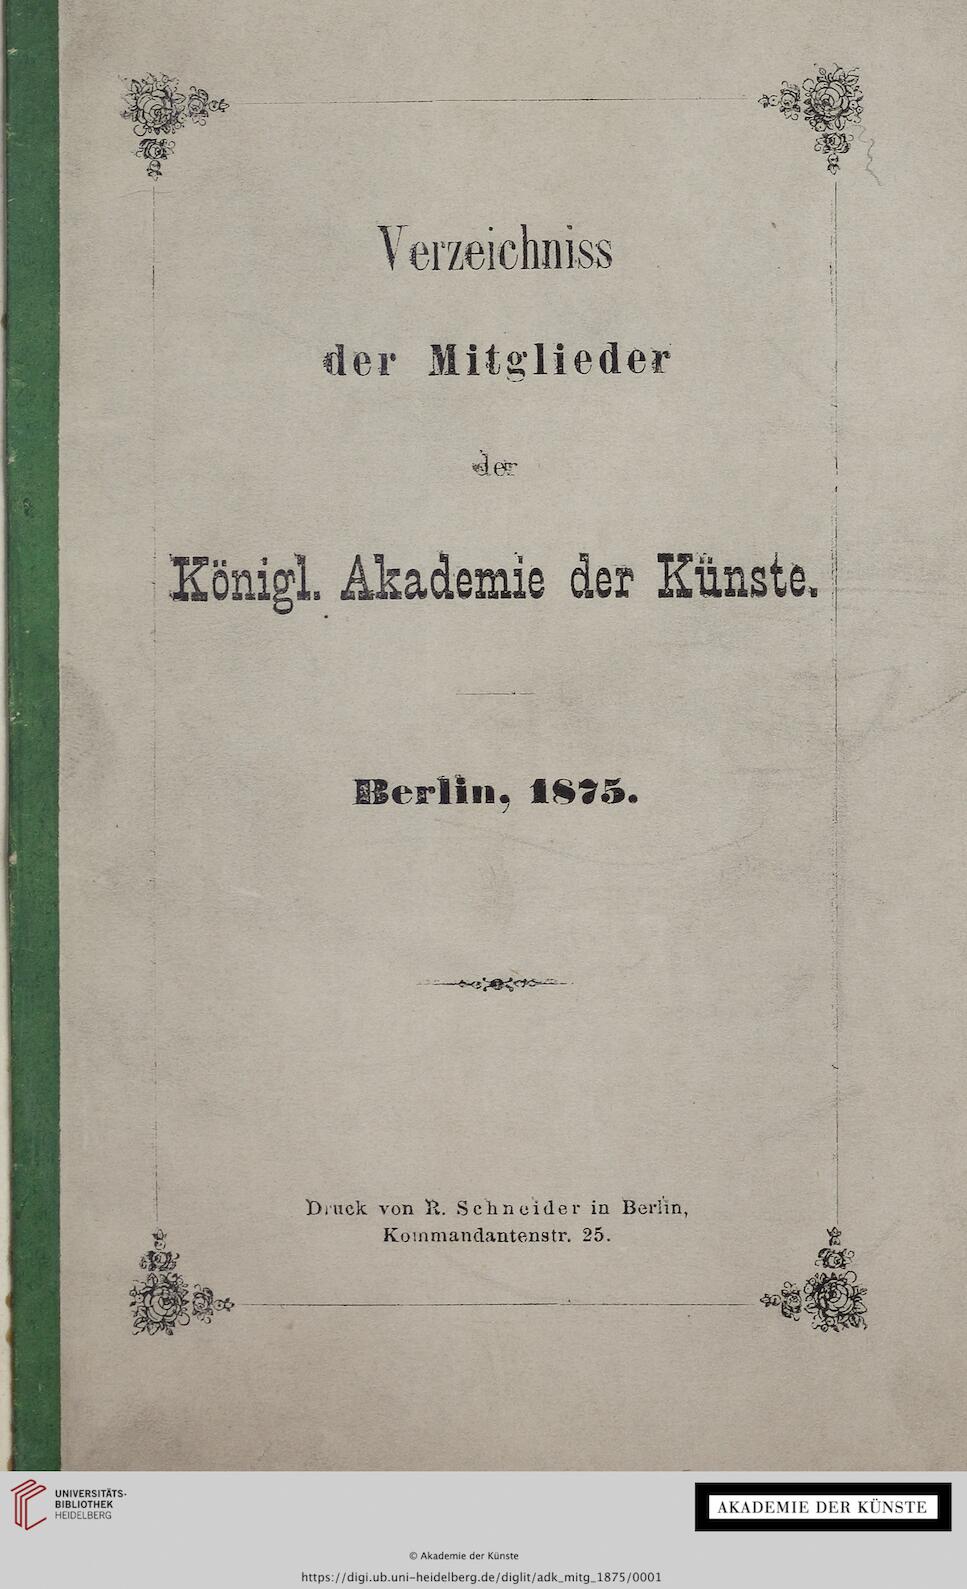 Verzeichniss
der Mitglieder
der
Königl. Akademie der Künste.
Berlin, 1875.
Druck von R. Schneider in Berlin,
Kommandantenstr. 25.
UNIVERSITÄTS-
BIBLIOTHEK
HEIDELBERG
AKADEMIE DER KÜNSTE
© Akademie der Künste
https://digi.ub.uni-heidelberg.de/diglit/adk_mitg_1875/0001